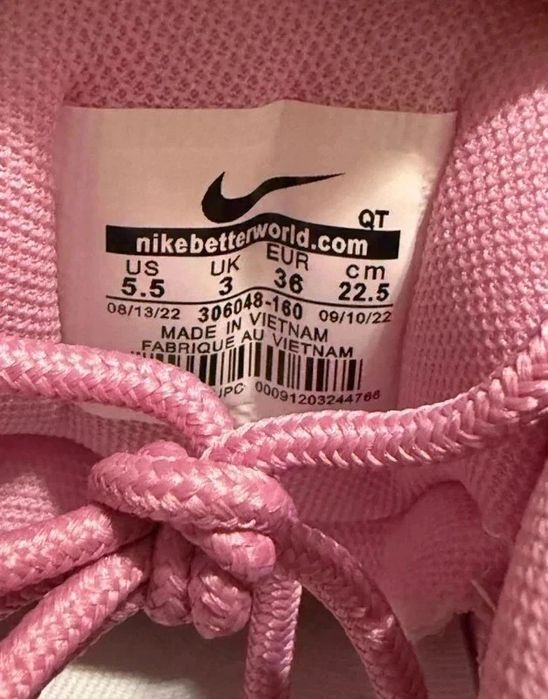 QT
nikebetterworld.com
US UK EUR cm
5.5 3 36 22.5
08/13/22 306048-160 09/10/22
MADE IN VIETNAM
FABRIQUE AU VIETNAM
00091203244766